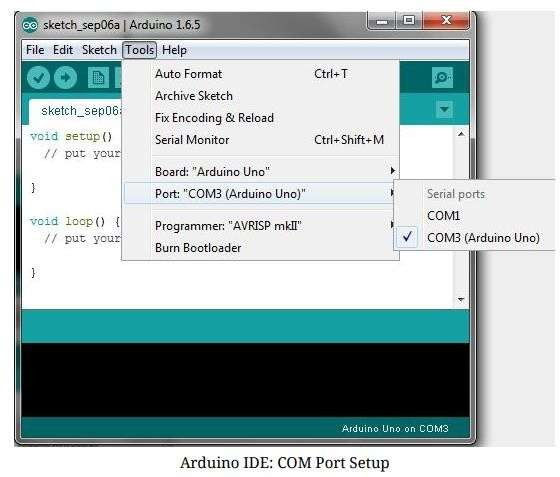 sketch_sep06a | Arduino 1.6.5
File Edit Sketch Tools Help
sketch_sep06a
Auto Format Ctrl+T
Archive Sketch
Fix Encoding & Reload
Serial Monitor Ctrl+Shift+M
Board: "Arduino Uno"
Port: "COM3 (Arduino Uno)"
Programmer: "AVRISP mkII"
Burn Bootloader
Serial ports
COM1
COM3 (Arduino Uno)
void setup()
// put your
}
void loop() {
// put your
}
Arduino Uno on COM3
Arduino IDE: COM Port Setup